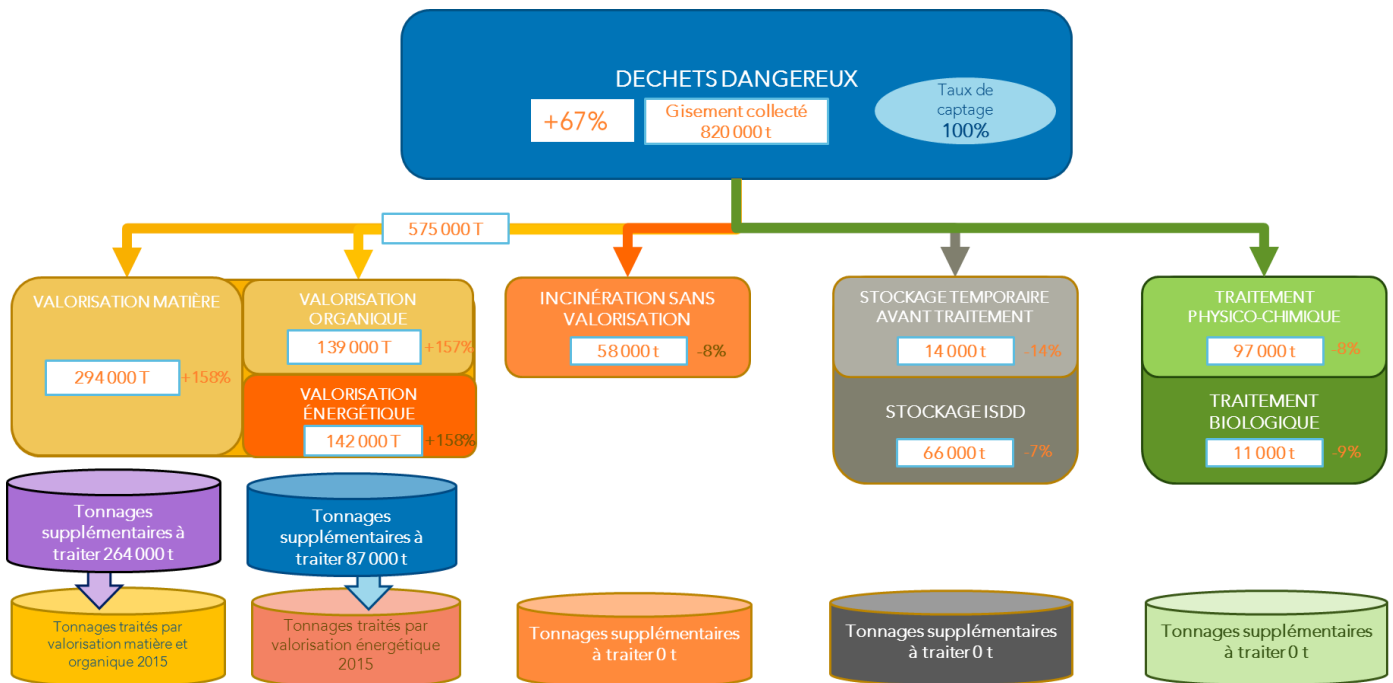 DECHETS DANGEREUX
+67%
Gisement collecté
820 000 t
Taux de
captage
100%
575 000 T
VALORISATION MATIÈRE
294 000 T
+158%
VALORISATION
ORGANIQUE
139 000 T
+157%
VALORISATION
ÉNERGÉTIQUE
142 000 T
+158%
INCINÉRATION SANS
VALORISATION
58 000 t
-8%
STOCKAGE TEMPORAIRE
AVANT TRAITEMENT
14 000 t
-14%
STOCKAGE ISDD
66 000 t
-7%
TRAITEMENT
PHYSICO-CHIMIQUE
97 000 t
-8%
TRAITEMENT
BIOLOGIQUE
11 000 t
-9%
Tonnages
supplémentaires à
traiter 264 000 t
Tonnages
supplémentaires à
traiter 87 000 t
Tonnages traités par
valorisation matière et
organique 2015
Tonnages traités par
valorisation énergétique
2015
Tonnages supplémentaires
à traiter 0 t
Tonnages supplémentaires
à traiter 0 t
Tonnages supplémentaires
à traiter 0 t